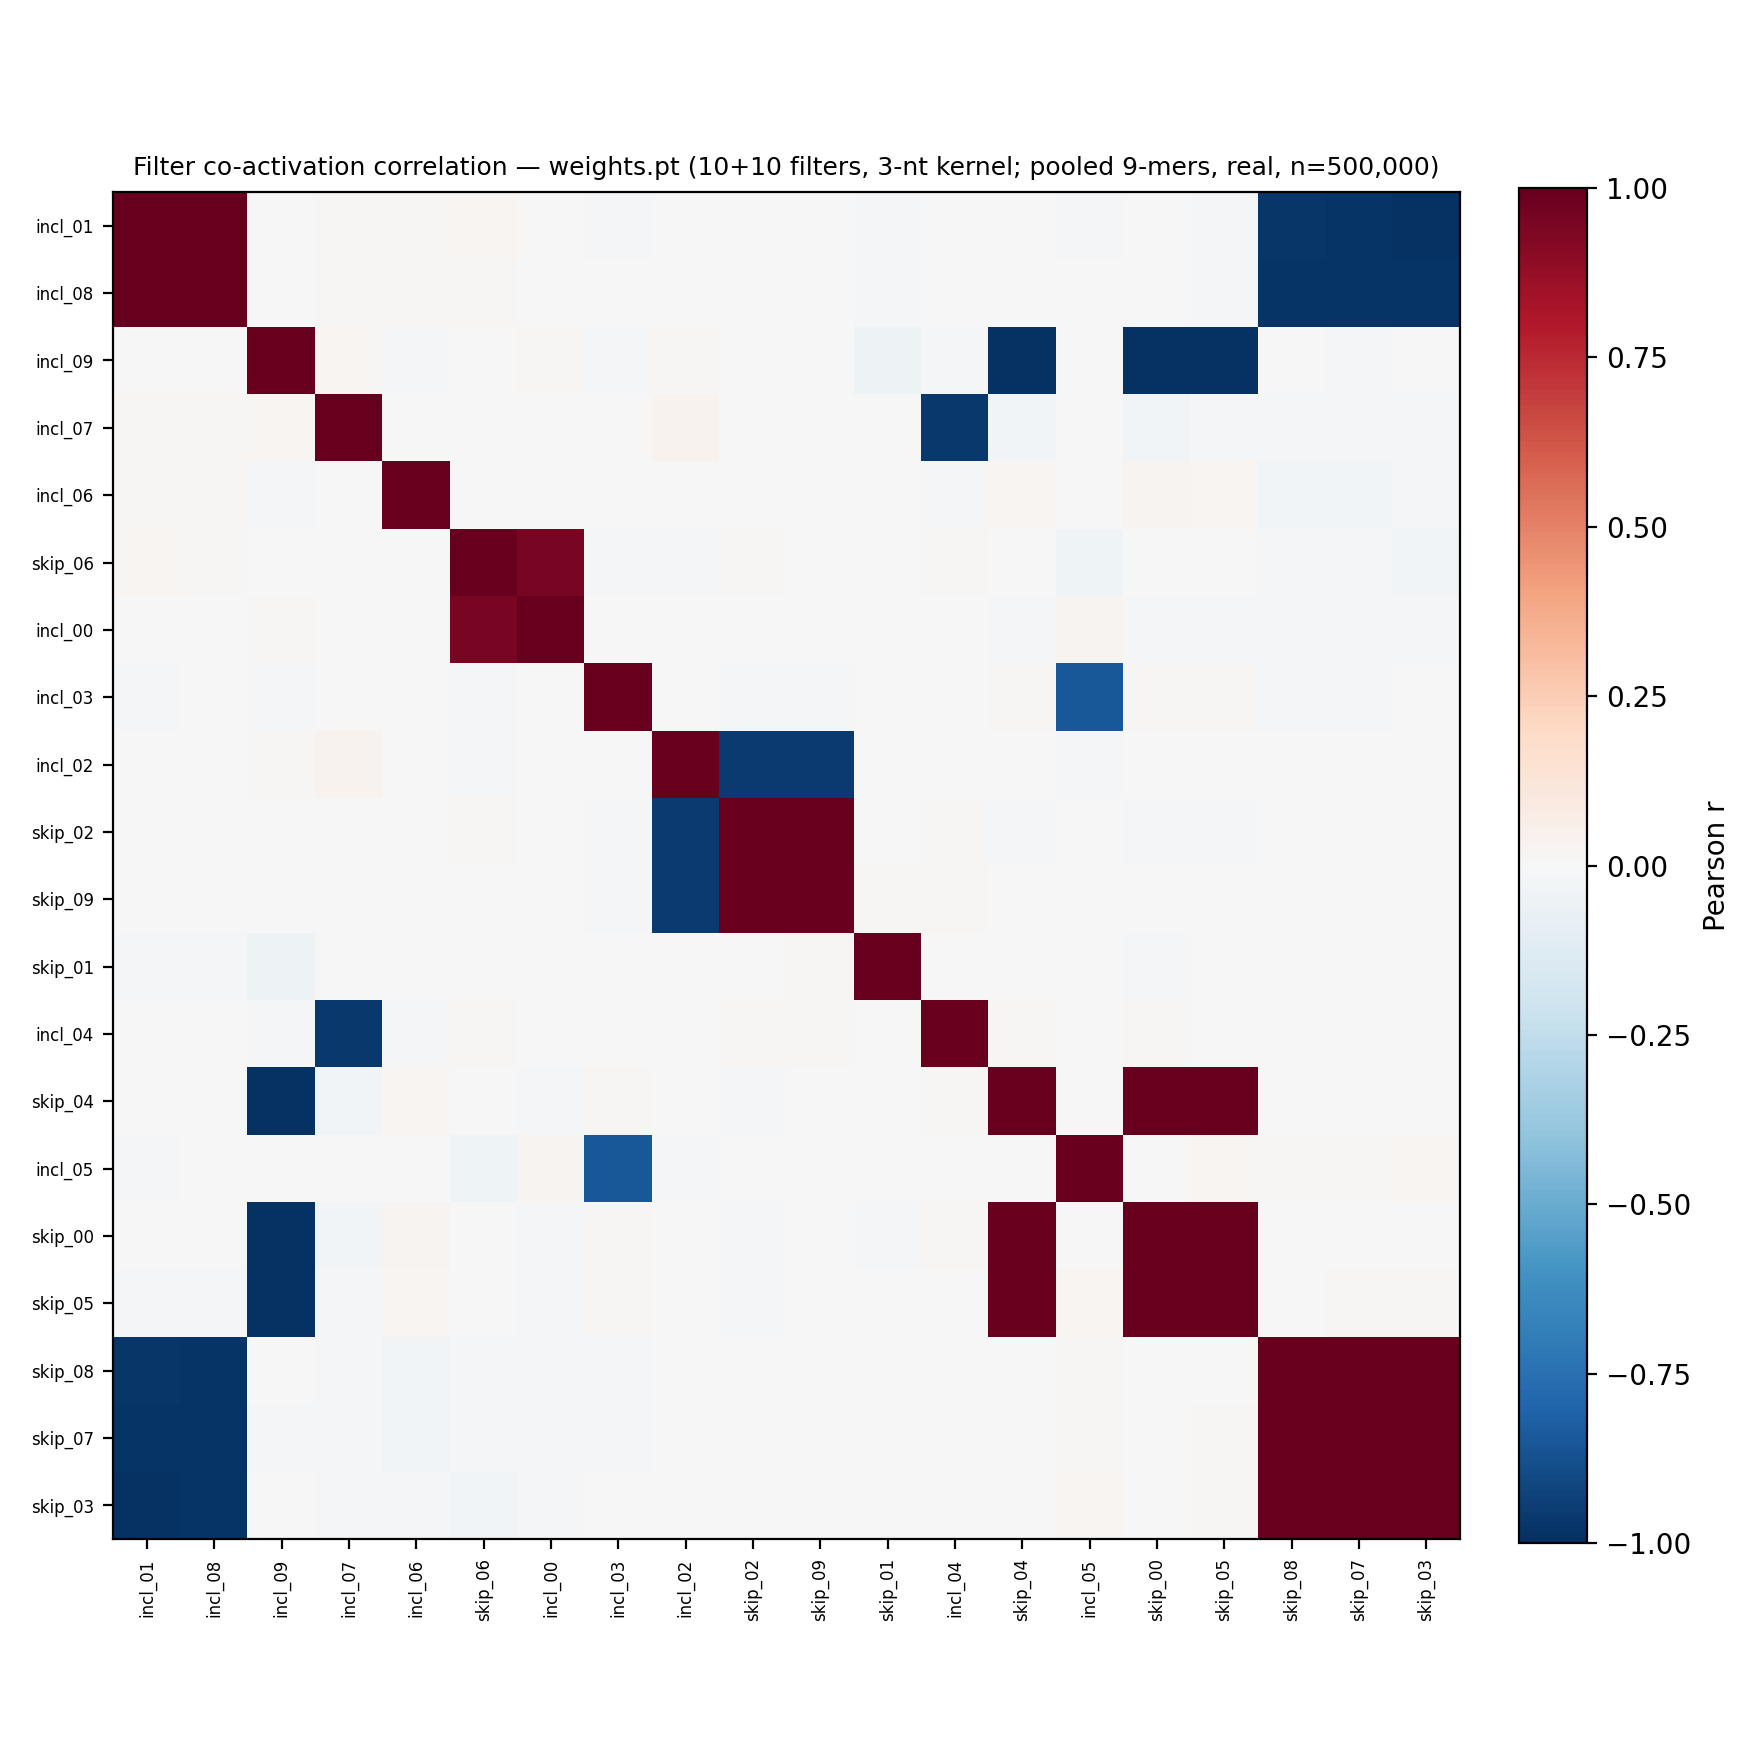 Filter co-activation correlation — weights.pt (10+10 filters, 3-nt kernel; pooled 9-mers, real, n=500,000)
incl_01
incl_08
incl_09
incl_07
incl_06
skip_06
incl_00
incl_03
incl_02
skip_02
skip_09
skip_01
incl_04
skip_04
incl_05
skip_00
skip_05
skip_08
skip_07
skip_03
incl_01
incl_08
incl_09
incl_07
incl_06
skip_06
incl_00
incl_03
incl_02
skip_02
skip_09
skip_01
incl_04
skip_04
incl_05
skip_00
skip_05
skip_08
skip_07
skip_03
1.00
0.75
0.50
0.25
0.00
−0.25
−0.50
−0.75
−1.00
Pearson r